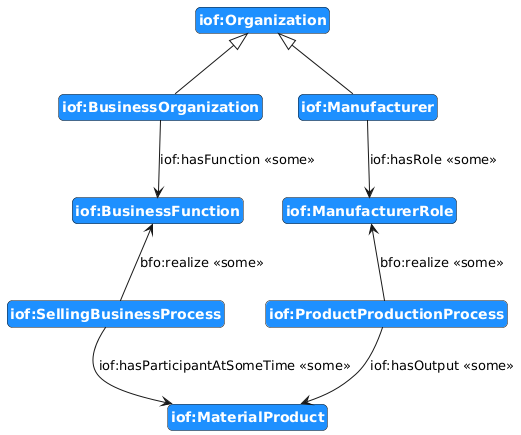 iof:Organization
iof:BusinessOrganization
iof:Manufacturer
iof:hasFunction «some»
iof:hasRole «some»
iof:BusinessFunction
iof:ManufacturerRole
bfo:realize «some»
bfo:realize «some»
iof:SellingBusinessProcess
iof:ProductProductionProcess
iof:hasParticipantAtSomeTime «some»
iof:hasOutput «some»
iof:MaterialProduct